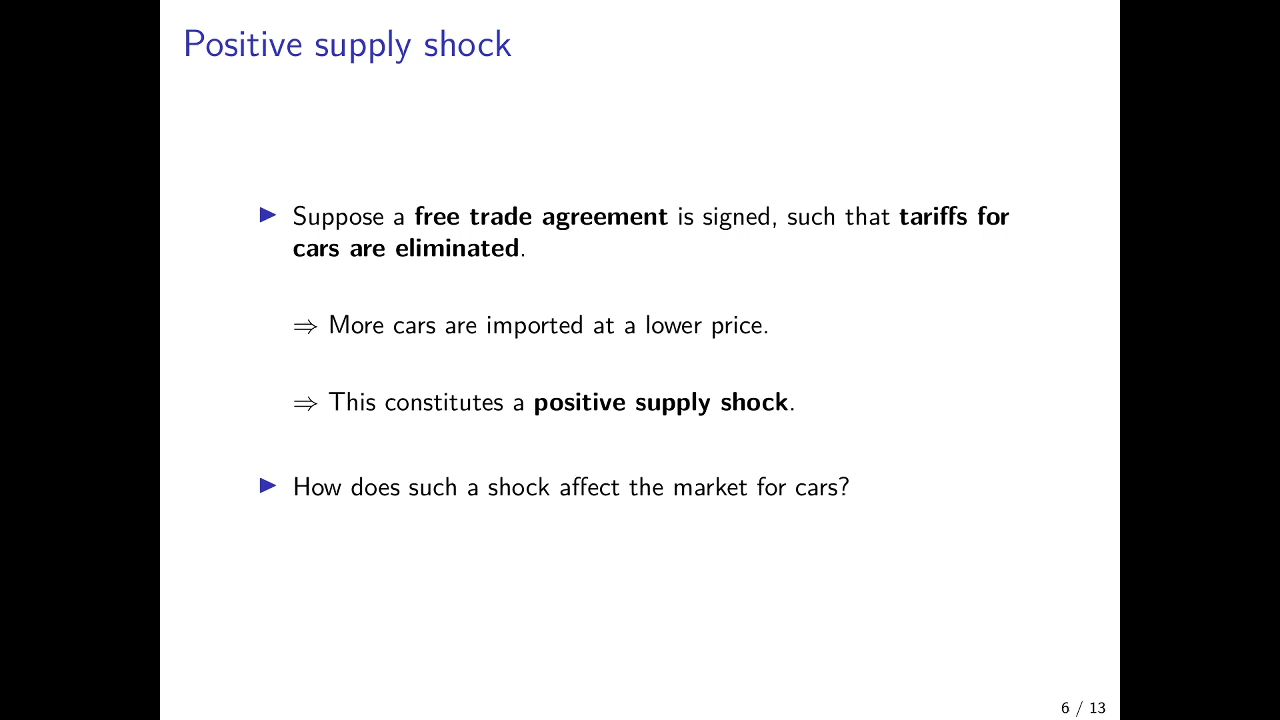 Positive supply shock
▶ Suppose a free trade agreement is signed, such that tariffs for
cars are eliminated.
⇒ More cars are imported at a lower price.
⇒ This constitutes a positive supply shock.
▶ How does such a shock affect the market for cars?
6 / 13